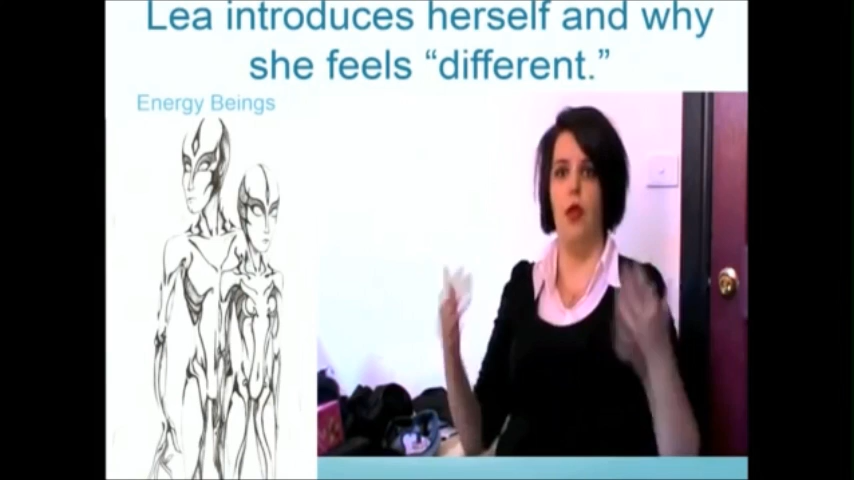 Lea introduces herself and why
she feels “different.”
Energy Beings